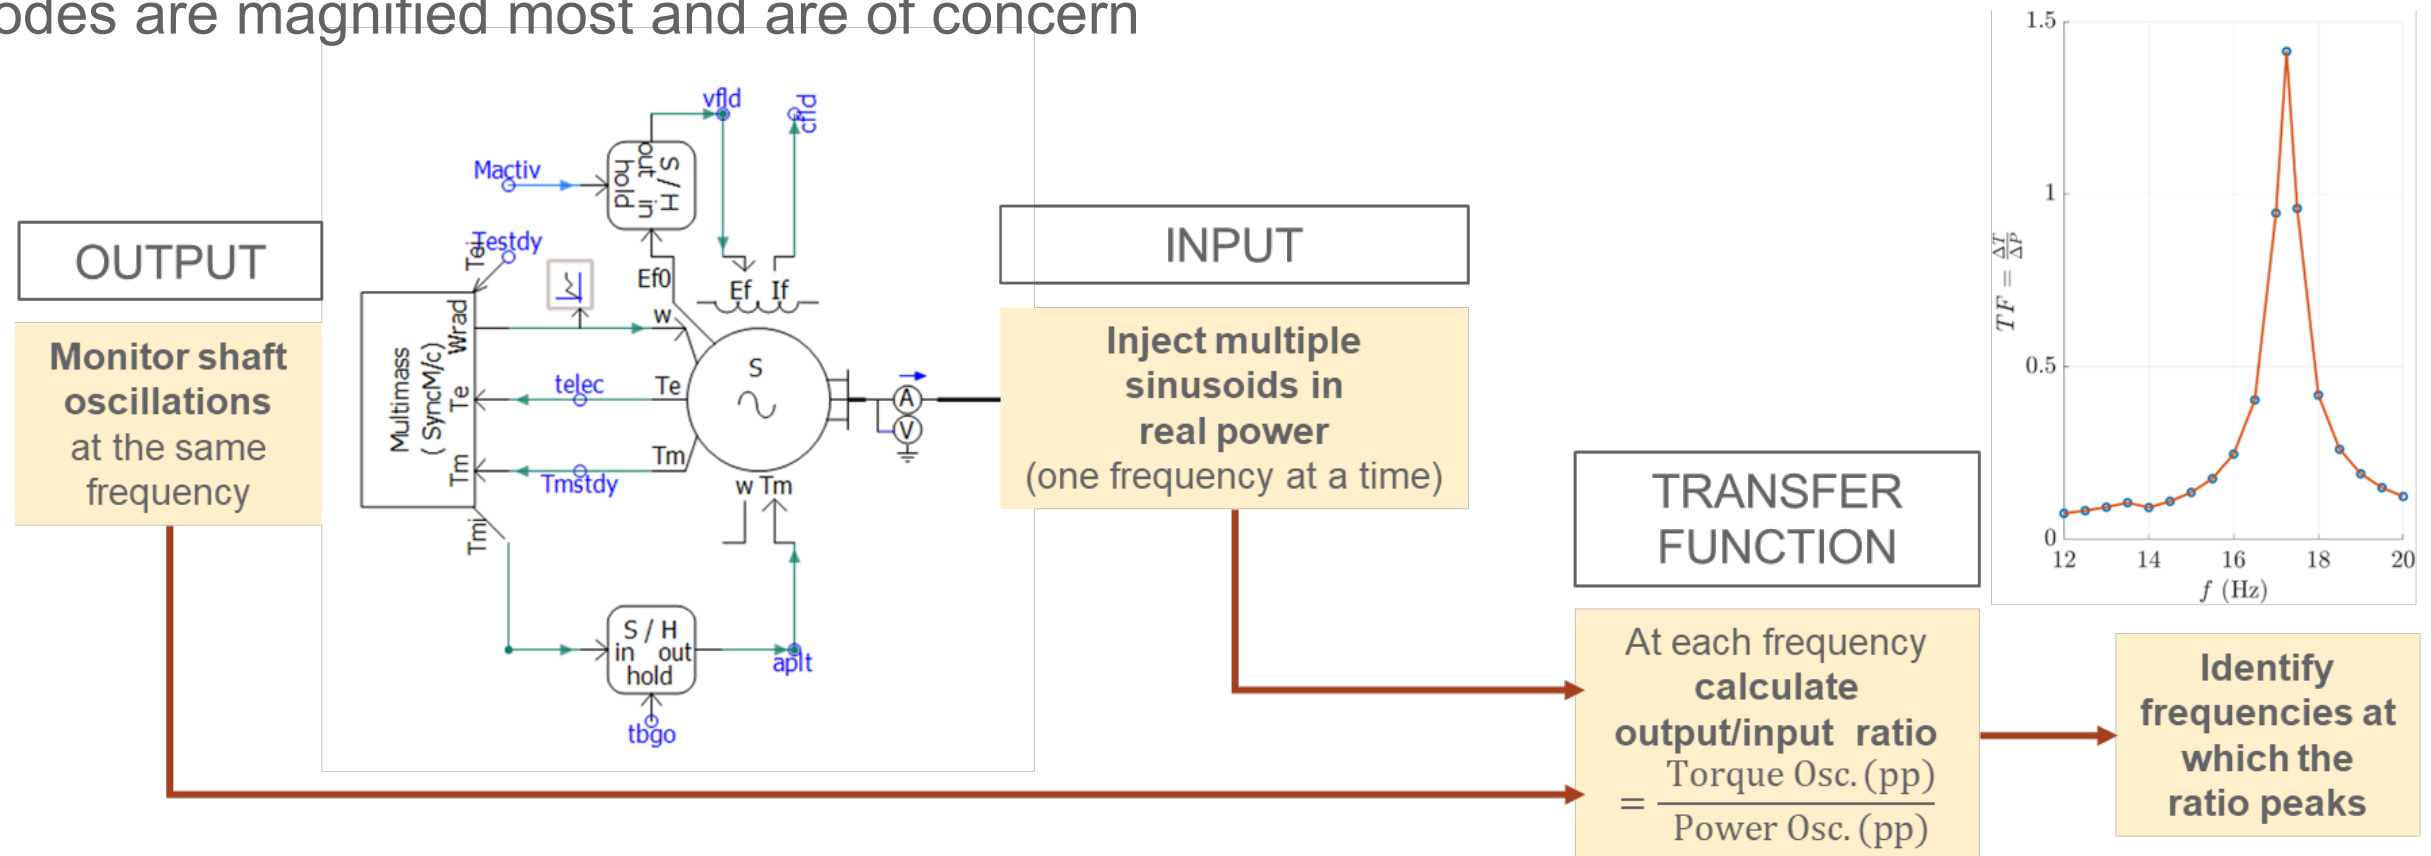 odes are magnified most and are of concern
OUTPUT
Monitor shaft
oscillations
at the same
frequency
vfld
cfld
Mactiv
S / H
in out
hold
Testdy
Tei
Ef0
Ef If
Wrad
w
Multimass
( SyncM/c)
S
Te
telec
Te
A
V
Tm
Tmstdy
Tm
w Tm
Tmi
S / H
in out
hold
aplt
tbgo
INPUT
Inject multiple
sinusoids in
real power
(one frequency at a time)
TRANSFER
FUNCTION
At each frequency
calculate
output/input ratio
= Torque Osc. (pp)
Power Osc. (pp)
1.5
1
0.5
0
TF = ΔT/ΔP
12 14 16 18 20
f (Hz)
Identify
frequencies at
which the
ratio peaks